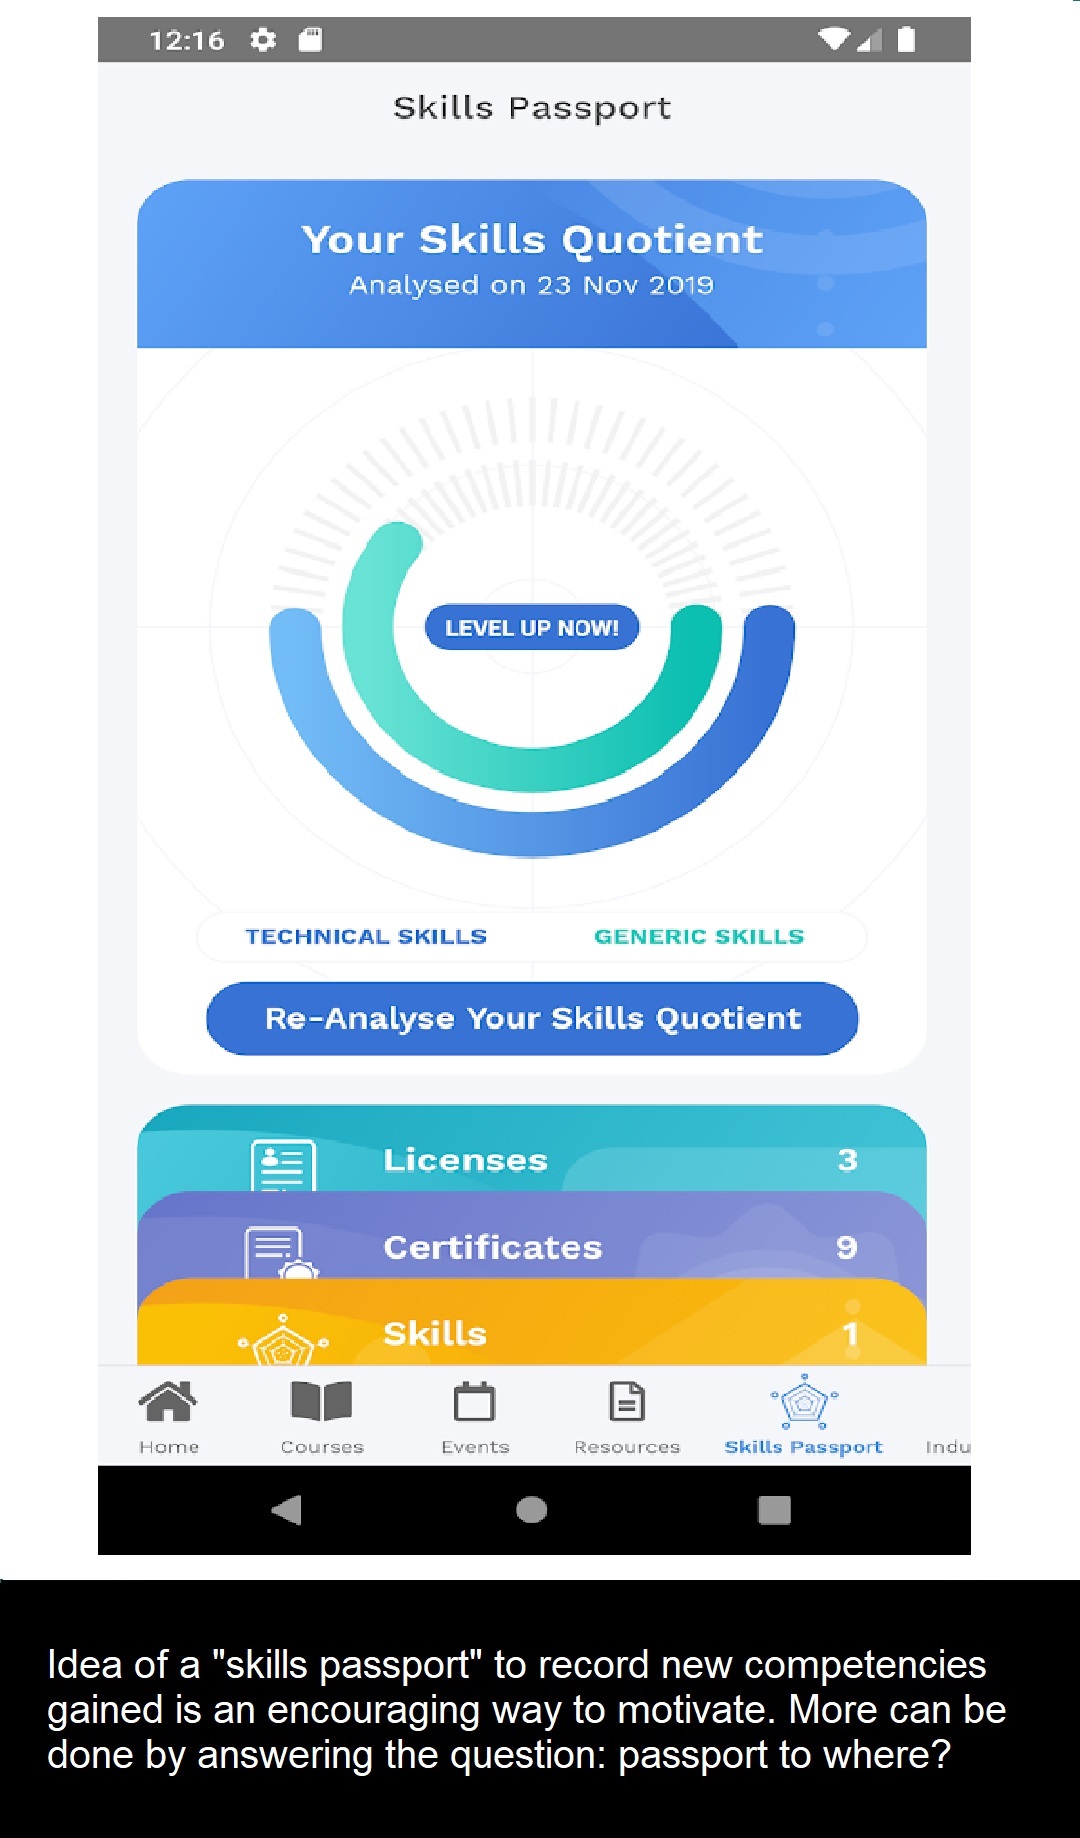 12:16
Skills Passport
Your Skills Quotient
Analysed on 23 Nov 2019
LEVEL UP NOW!
TECHNICAL SKILLS GENERIC SKILLS
Re-Analyse Your Skills Quotient
Licenses 3
Certificates 9
Skills 1
Home Courses Events Resources Skills Passport Indu
Idea of a "skills passport" to record new competencies
gained is an encouraging way to motivate. More can be
done by answering the question: passport to where?